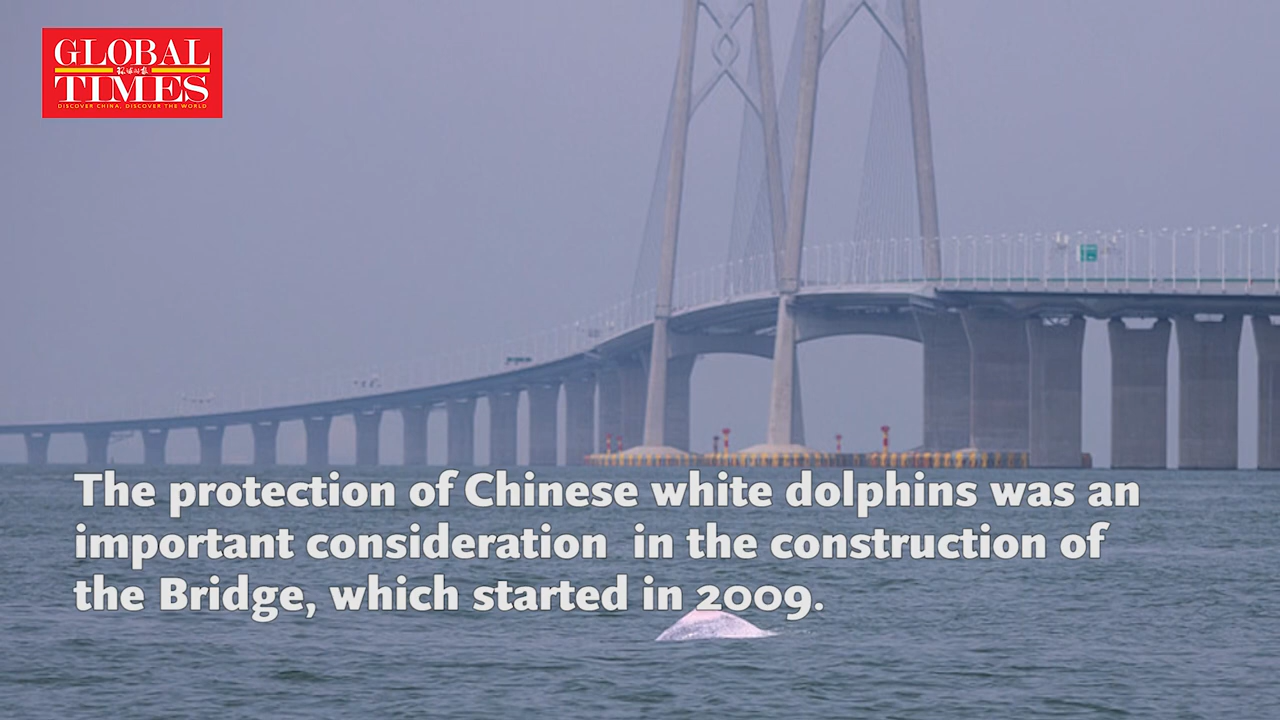 GLOBAL
环球时报
TIMES
DISCOVER CHINA, DISCOVER THE WORLD
The protection of Chinese white dolphins was an
important consideration  in the construction of
the Bridge, which started in 2009.